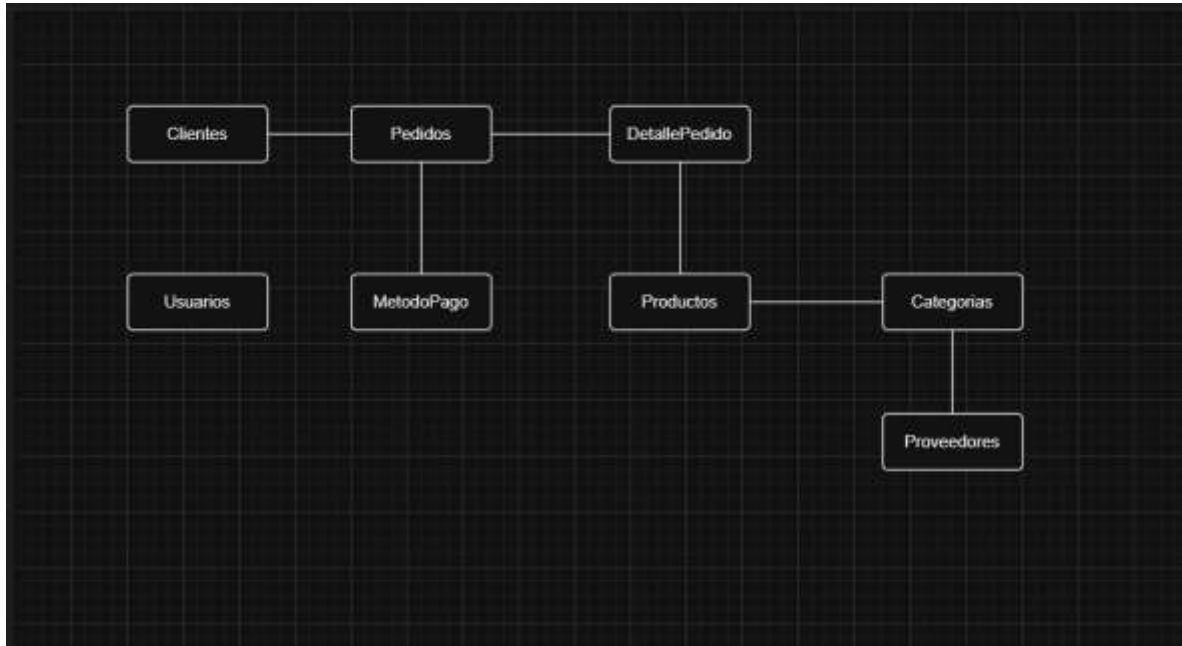 Clientes
Pedidos
DetallePedido
Usuarios
MetodoPago
Productos
Categorias
Proveedores